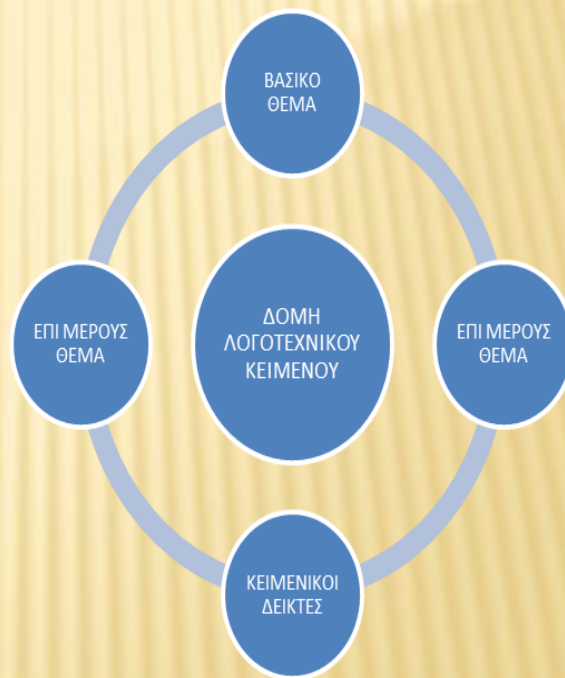 ΒΑΣΙΚΟ
ΘΕΜΑ
ΕΠΙ ΜΕΡΟΥΣ
ΘΕΜΑ
ΔΟΜΗ
ΛΟΓΟΤΕΧΝΙΚΟΥ
ΚΕΙΜΕΝΟΥ
ΕΠΙ ΜΕΡΟΥΣ
ΘΕΜΑ
ΚΕΙΜΕΝΙΚΟΙ
ΔΕΙΚΤΕΣ